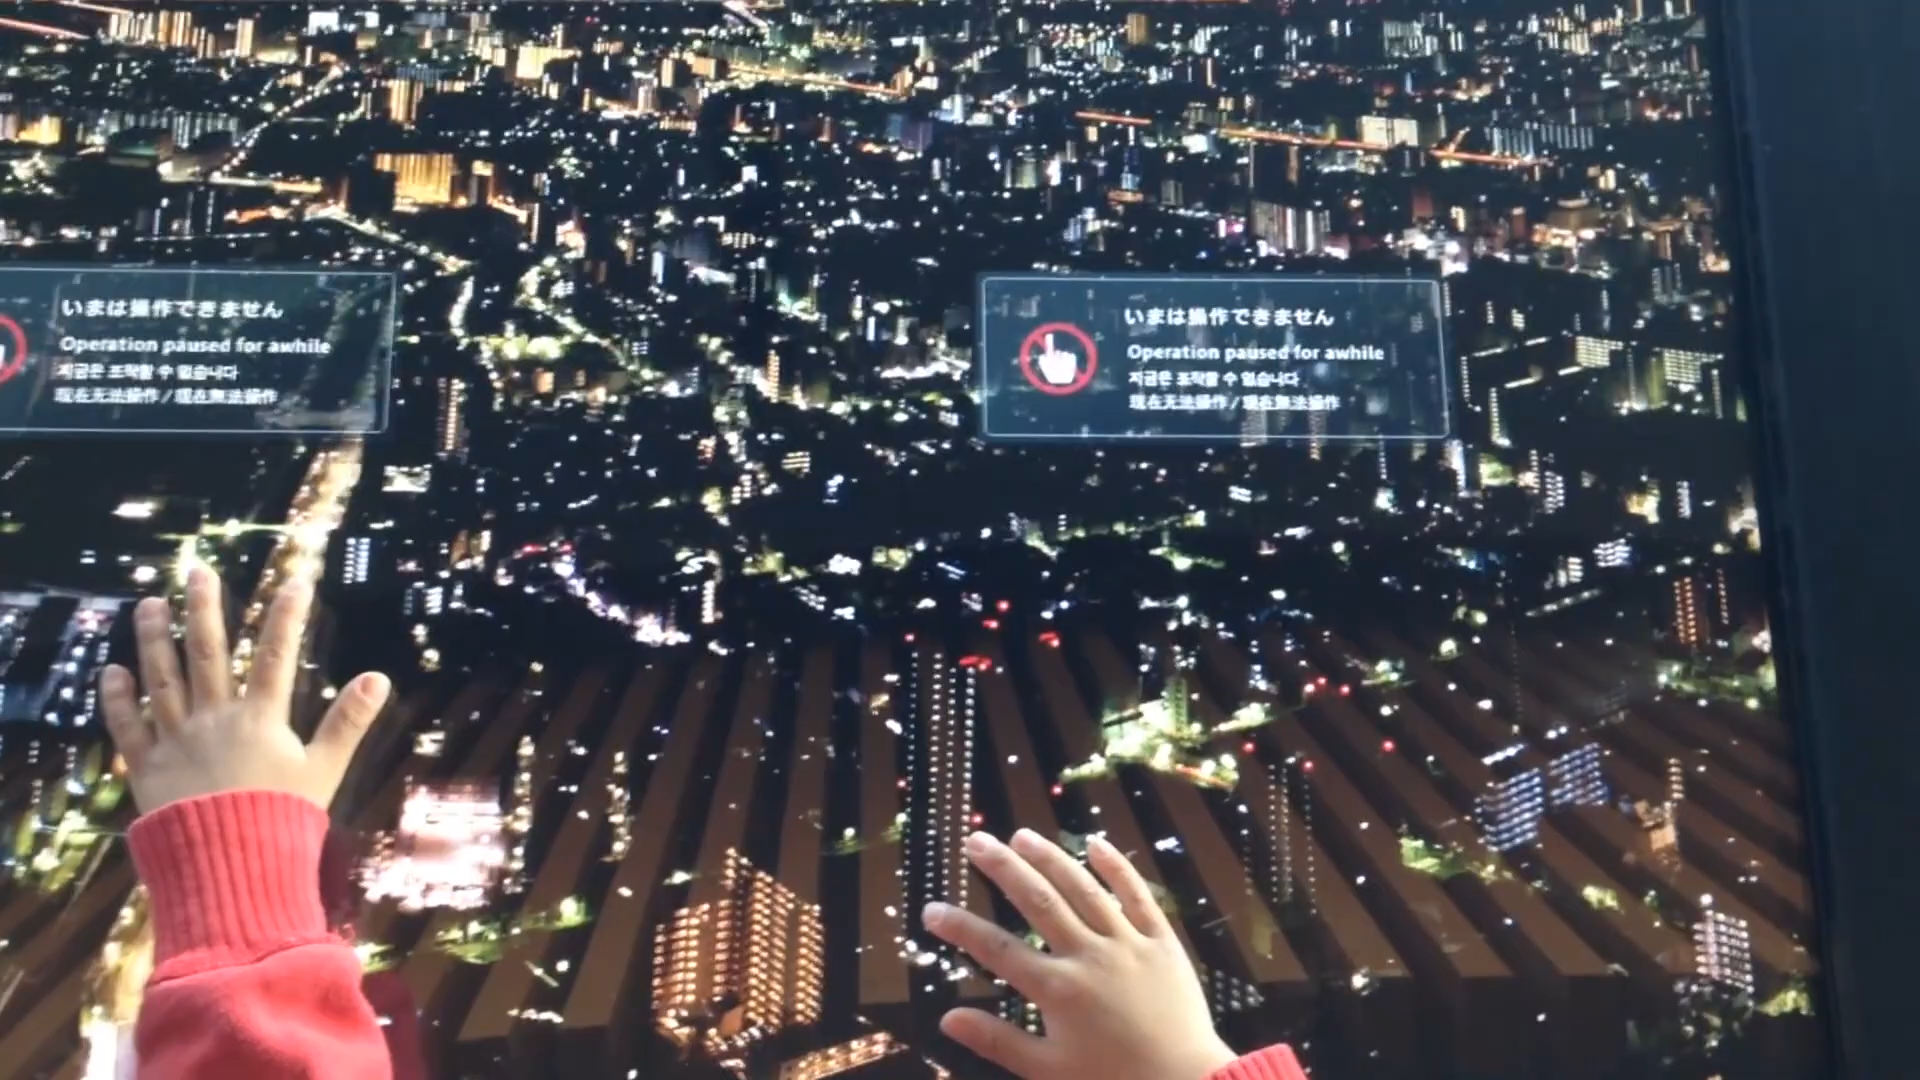 いまは操作できません
Operation paused for awhile
지금은 조작할 수 없습니다
现在无法操作 / 現在無法操作
いまは操作できません
Operation paused for awhile
지금은 조작할 수 없습니다
现在无法操作 / 現在無法操作